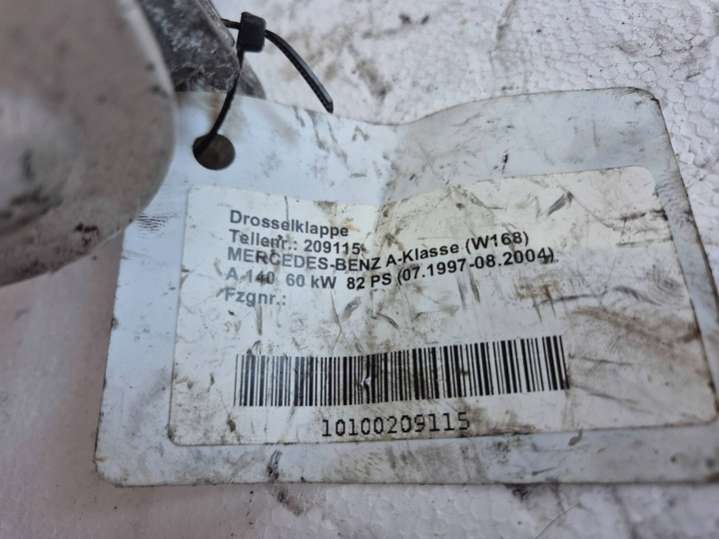 Drosselklappe
Teilenr.: 209115
MERCEDES-BENZ A-Klasse (W168)
A 140 60 kW 82 PS (07.1997-08.2004)
Fzgnr.:
10100209115